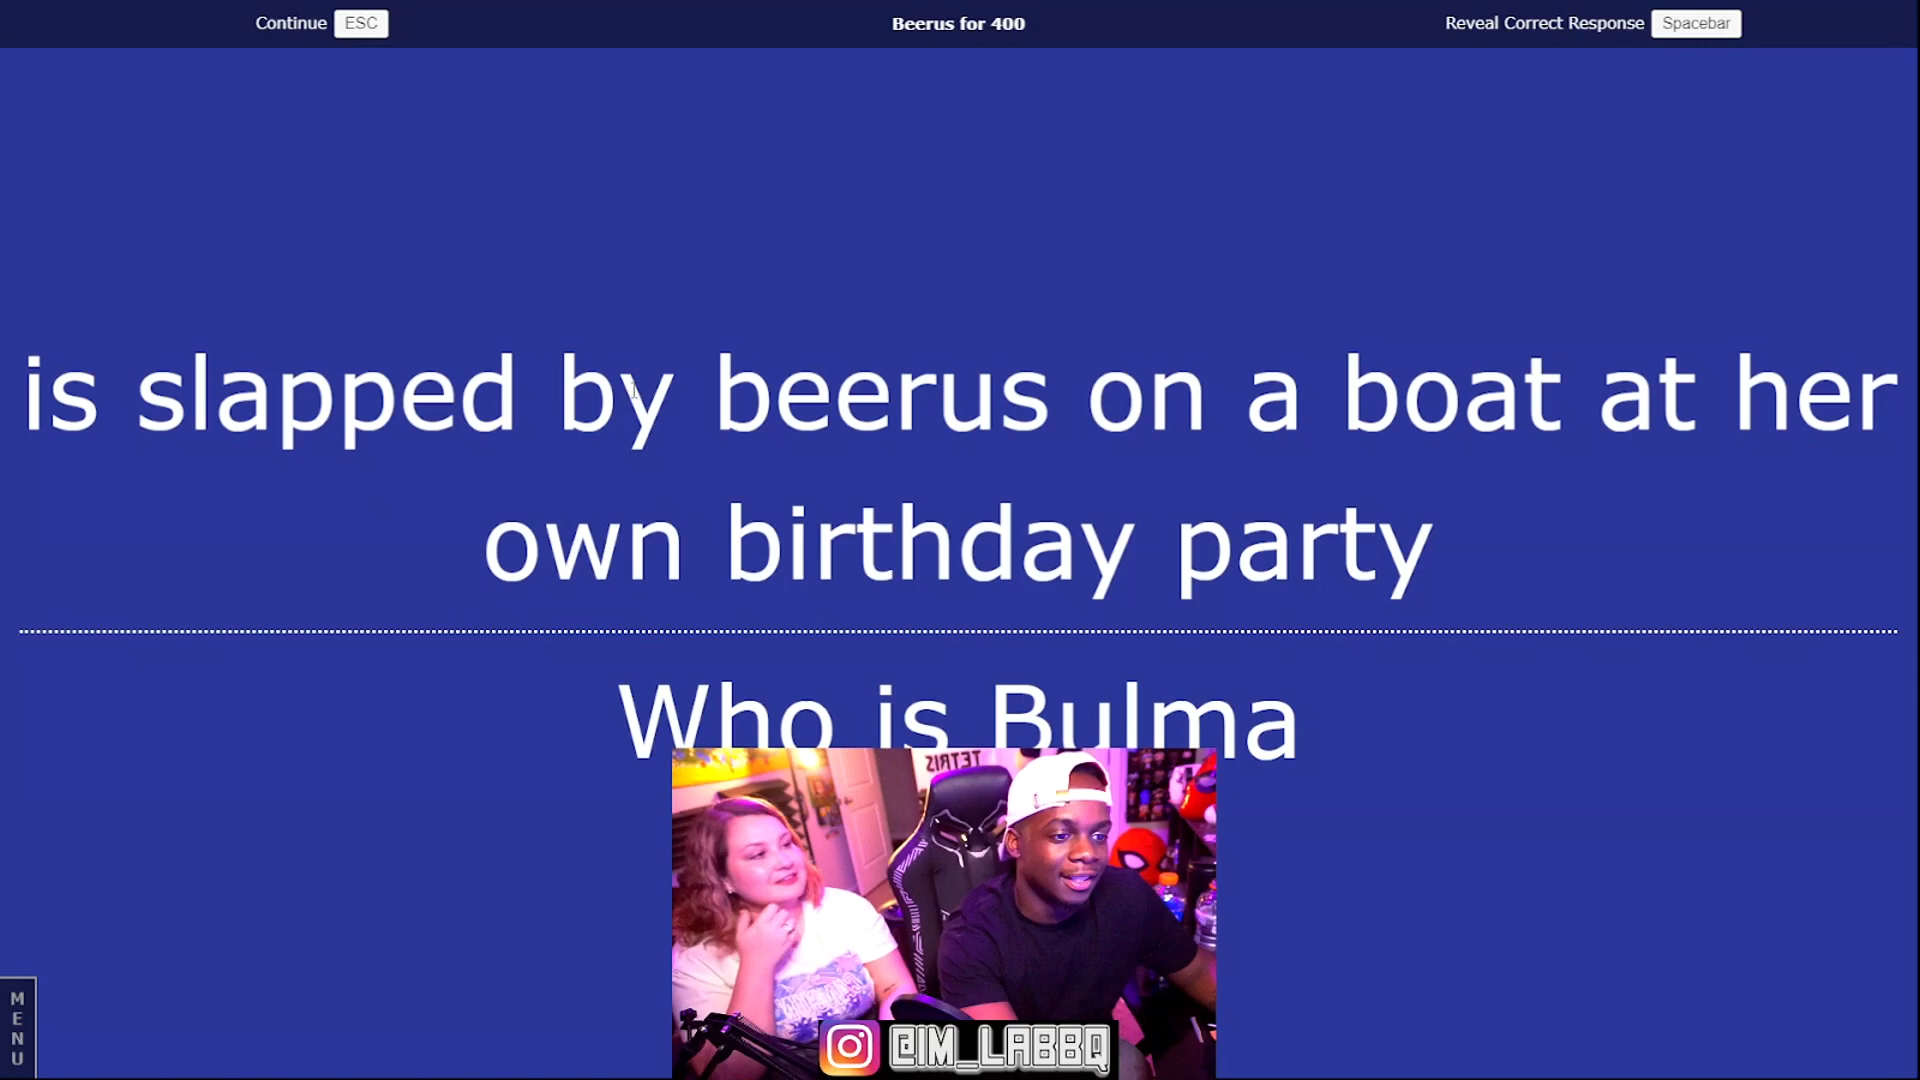 Continue ESC
Beerus for 400
Reveal Correct Response Spacebar
is slapped by beerus on a boat at her
own birthday party
Who is Bulma
TETRIS
@IM_LABBQ
MENU